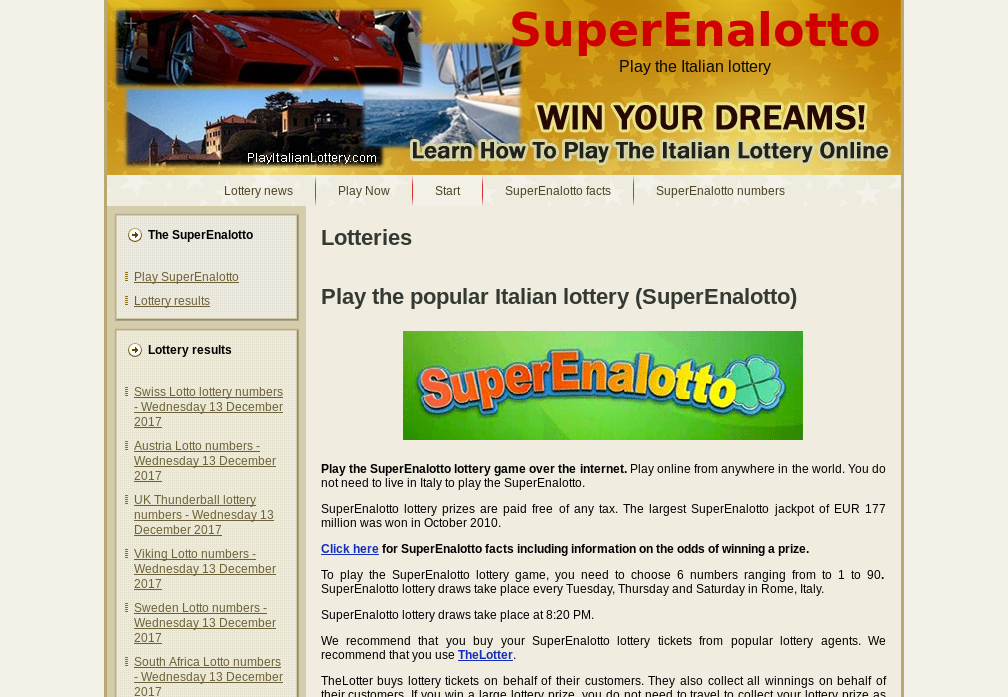 SuperEnalotto
Play the Italian lottery
WIN YOUR DREAMS!
Learn How To Play The Italian Lottery Online
PlayItalianLottery.com
Lottery news
Play Now
Start
SuperEnalotto facts
SuperEnalotto numbers
The SuperEnalotto
Play SuperEnalotto
Lottery results
Lottery results
Swiss Lotto lottery numbers
- Wednesday 13 December
2017
Austria Lotto numbers -
Wednesday 13 December
2017
UK Thunderball lottery
numbers - Wednesday 13
December 2017
Viking Lotto numbers -
Wednesday 13 December
2017
Sweden Lotto numbers -
Wednesday 13 December
2017
South Africa Lotto numbers
- Wednesday 13 December
2017
Lotteries
Play the popular Italian lottery (SuperEnalotto)
SuperEnalotto
Play the SuperEnalotto lottery game over the internet. Play online from anywhere in the world. You do
not need to live in Italy to play the SuperEnalotto.
SuperEnalotto lottery prizes are paid free of any tax. The largest SuperEnalotto jackpot of EUR 177
million was won in October 2010.
Click here for SuperEnalotto facts including information on the odds of winning a prize.
To play the SuperEnalotto lottery game, you need to choose 6 numbers ranging from to 1 to 90.
SuperEnalotto lottery draws take place every Tuesday, Thursday and Saturday in Rome, Italy.
SuperEnalotto lottery draws take place at 8:20 PM.
We recommend that you buy your SuperEnalotto lottery tickets from popular lottery agents. We
recommend that you use TheLotter.
TheLotter buys lottery tickets on behalf of their customers. They also collect all winnings on behalf of
their customers. If you win a large lottery prize, you do not need to travel to collect your lottery prize as